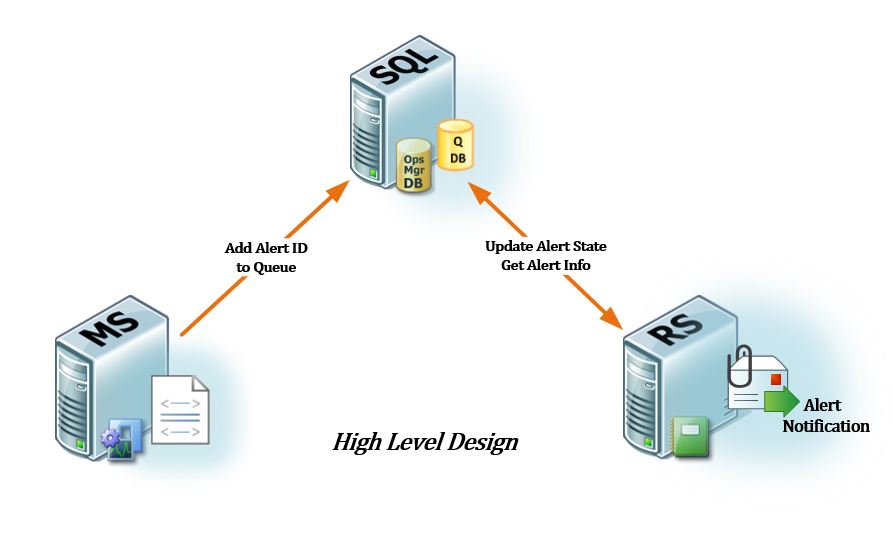 SQL
Ops
Mgr
DB
Q
DB
Add Alert ID
to Queue
Update Alert State
Get Alert Info
MS
<—>
<—>
RS
Alert
Notification
High Level Design